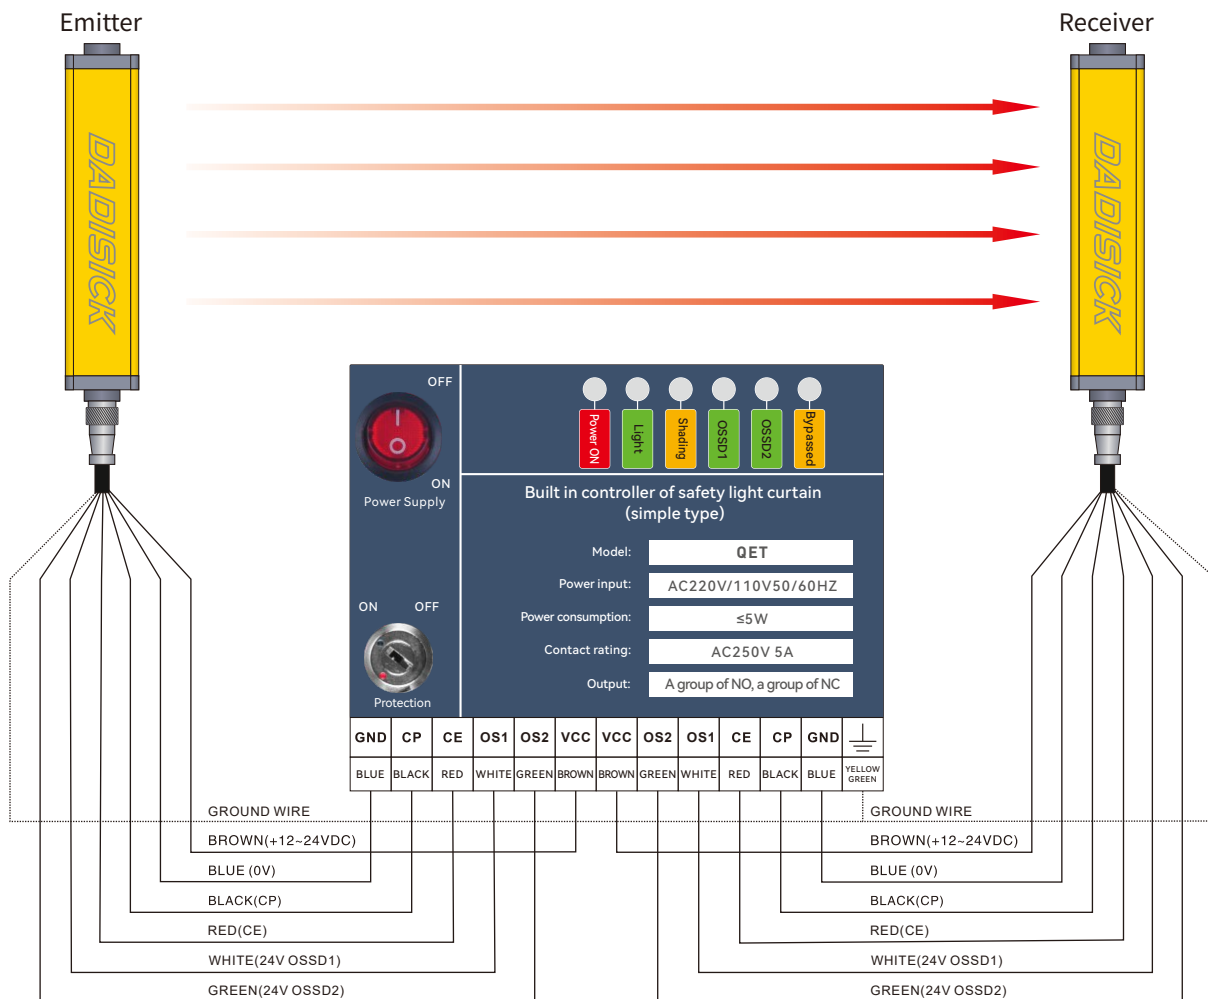 Emitter
Receiver
DADISICK
DADISICK
OFF
ON
Power Supply
Power ON
Light
Shading
OSSD1
OSSD2
Bypassed
Built in controller of safety light curtain
(simple type)
Model: QET
Power input: AC220V/110V50/60HZ
Power consumption: ≤5W
Contact rating: AC250V 5A
Output: A group of NO, a group of NC
ON OFF
Protection
GND CP CE OS1 OS2 VCC VCC OS2 OS1 CE CP GND
BLUE BLACK RED WHITE GREEN BROWN BROWN GREEN WHITE RED BLACK BLUE YELLOW
GREEN
GROUND WIRE
BROWN(+12~24VDC)
BLUE (0V)
BLACK(CP)
RED(CE)
WHITE(24V OSSD1)
GREEN(24V OSSD2)
GROUND WIRE
BROWN(+12~24VDC)
BLUE (0V)
BLACK(CP)
RED(CE)
WHITE(24V OSSD1)
GREEN(24V OSSD2)